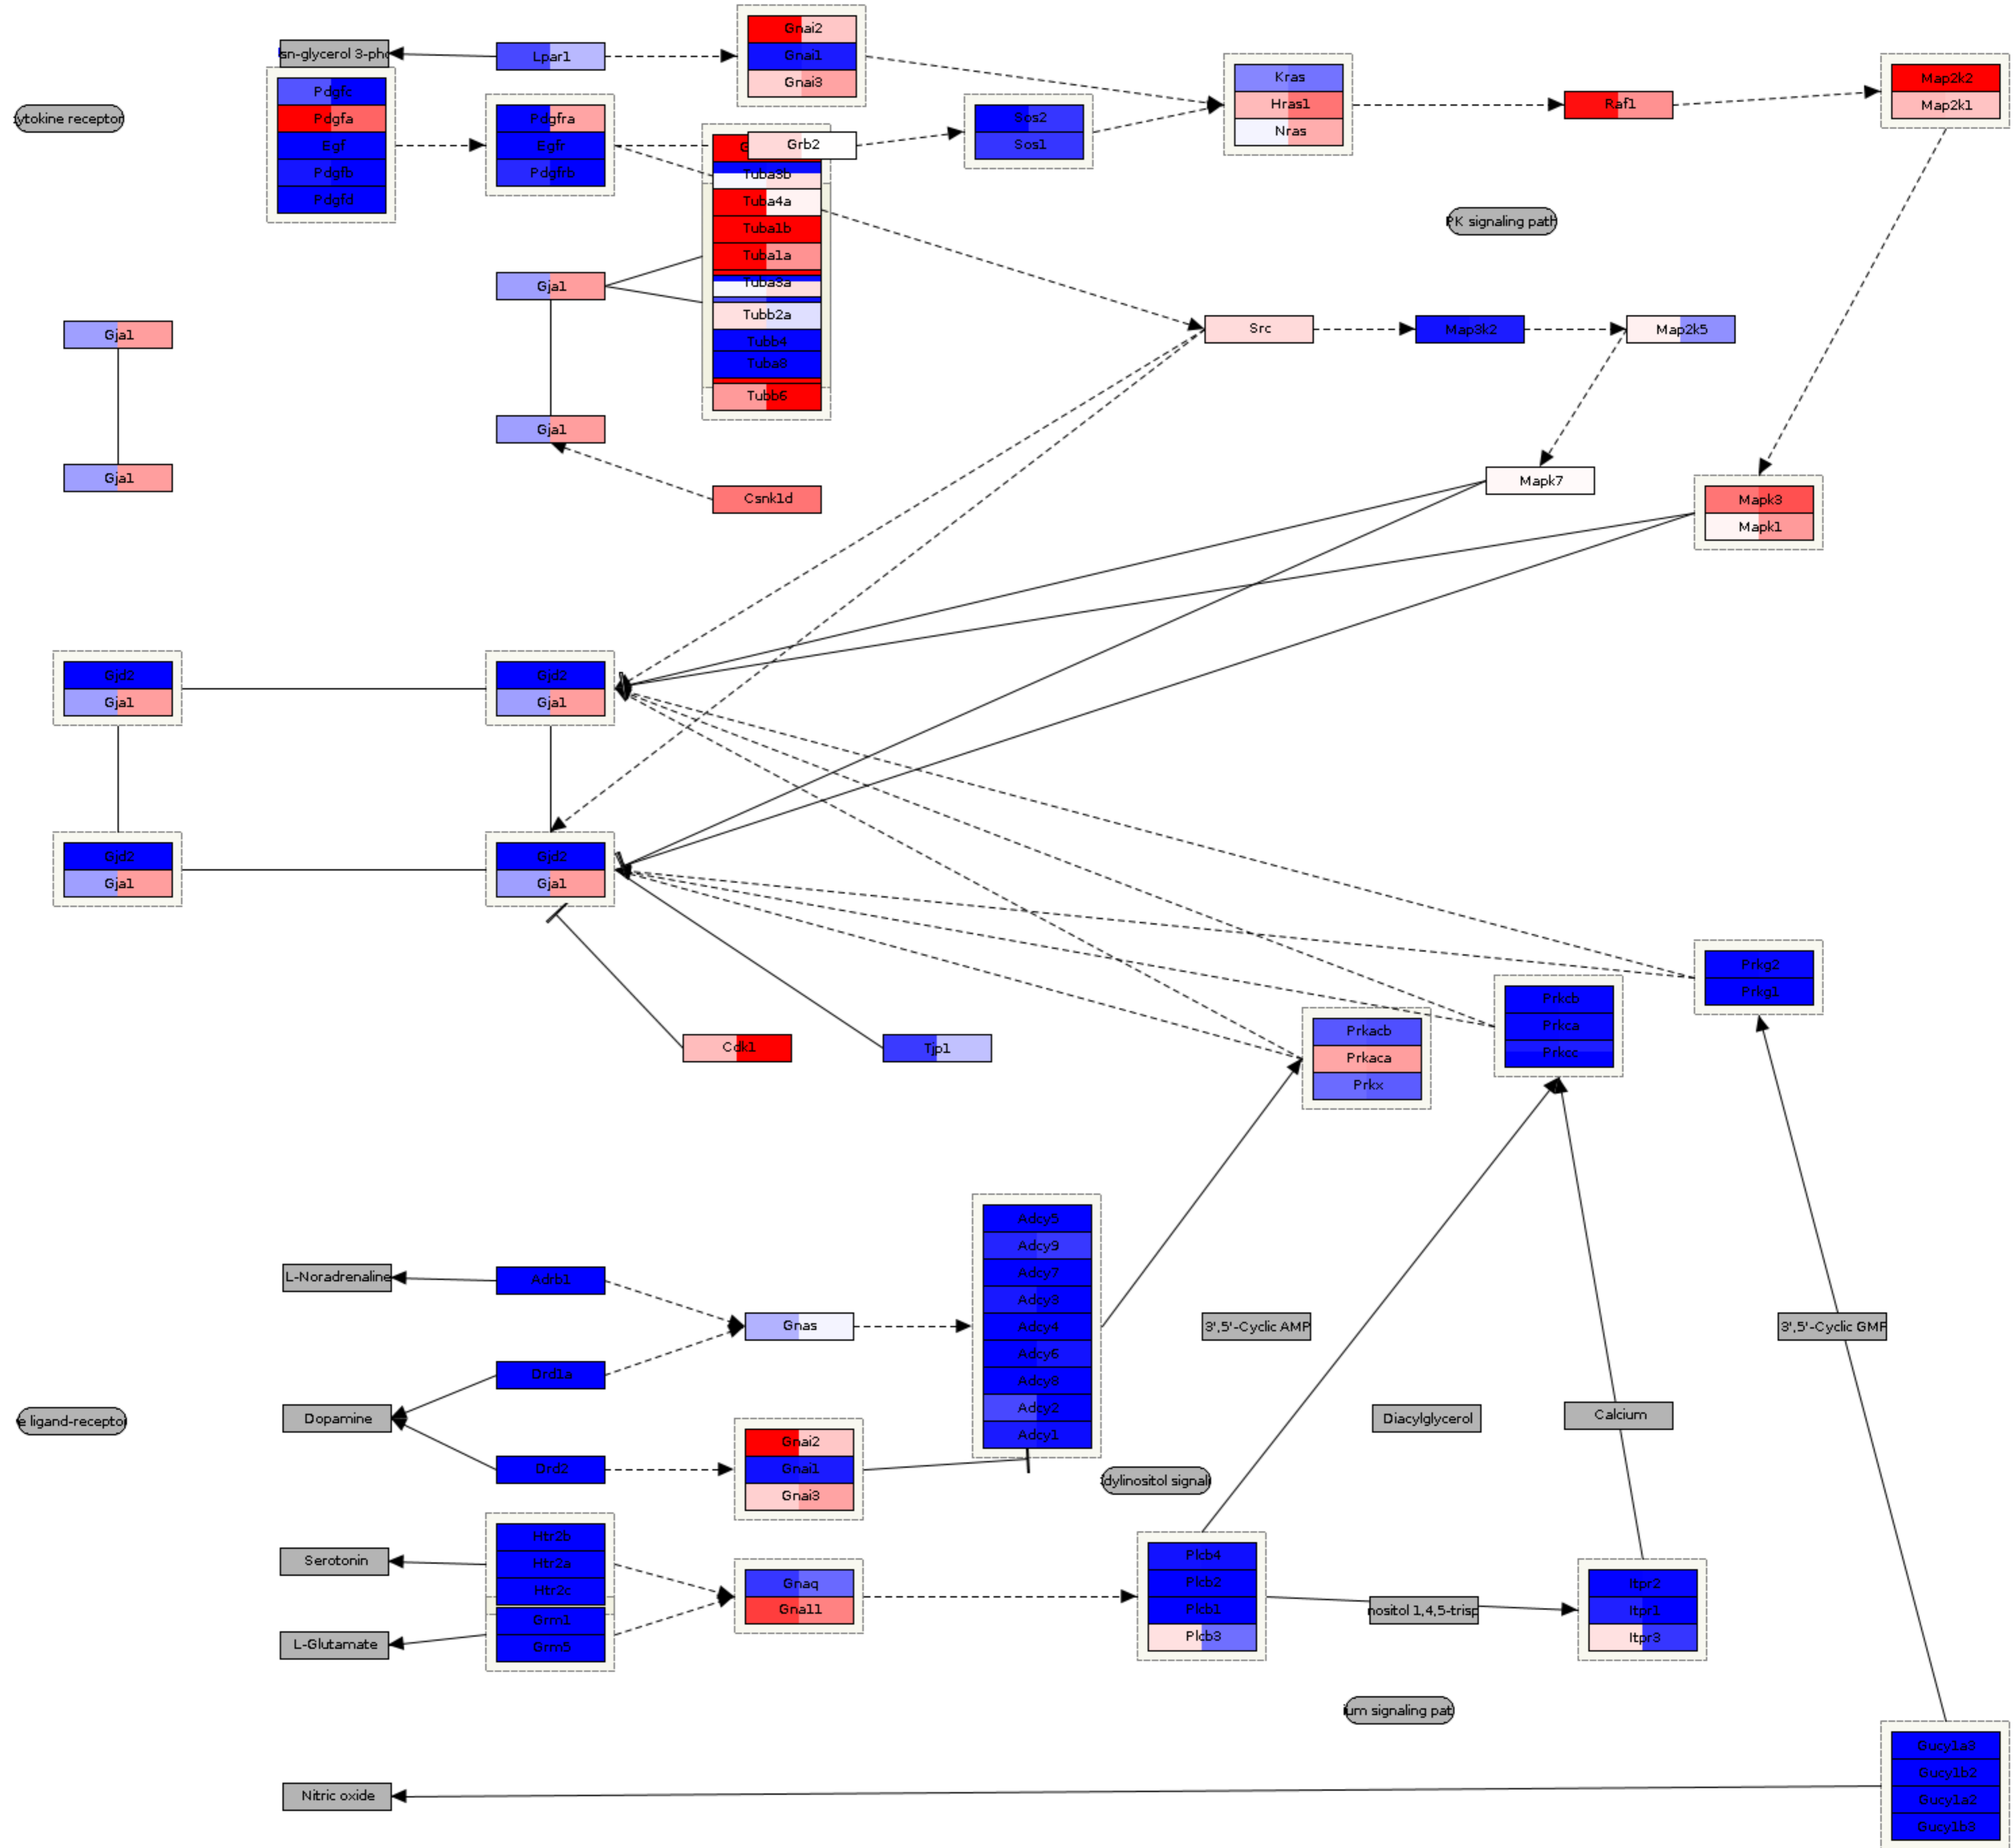 Gnai2
Gnai1
Gnai3
sn-glycerol 3-pho
Lpar1
Pdgfc
Pdgfa
Egf
Pdgfb
Pdgfd
ytokine receptor
Pdgfra
Egfr
Pdgfrb
G
Grb2
Sos2
Sos1
Kras
Hras1
Nras
Raf1
Map2k2
Map2k1
Tuba3b
Tuba4a
Tuba1b
Tuba1a
Tuba3a
Tubb2a
Tubb4
Tuba8
Tubb6
PK signaling path
Gja1
Gja1
Gja1
Gja1
Src
Map3k2
Map2k5
Csnk1d
Mapk7
Mapk3
Mapk1
Gjd2
Gja1
Gjd2
Gja1
Gjd2
Gja1
Gjd2
Gja1
Prkg2
Prkg1
Prkcb
Prkca
Prkcc
Cdk1
Tjp1
Prkacb
Prkaca
Prkx
Adcy5
Adcy9
Adcy7
Adcy3
Adcy4
Adcy6
Adcy8
Adcy2
Adcy1
L-Noradrenaline
Adrb1
Gnas
3',5'-Cyclic AMP
3',5'-Cyclic GMP
Drd1a
Dopamine
e ligand-receptor
Diacylglycerol
Calcium
Drd2
Gnai2
Gnai1
Gnai3
dylinositol signali
Htr2b
Htr2a
Htr2c
Grm1
Grm5
Serotonin
L-Glutamate
Gnaq
Gna11
Plcb4
Plcb2
Plcb1
Plcb3
nositol 1,4,5-trisp
Itpr2
Itpr1
Itpr3
ium signaling pat
Gucy1a3
Gucy1b2
Gucy1a2
Gucy1b3
Nitric oxide